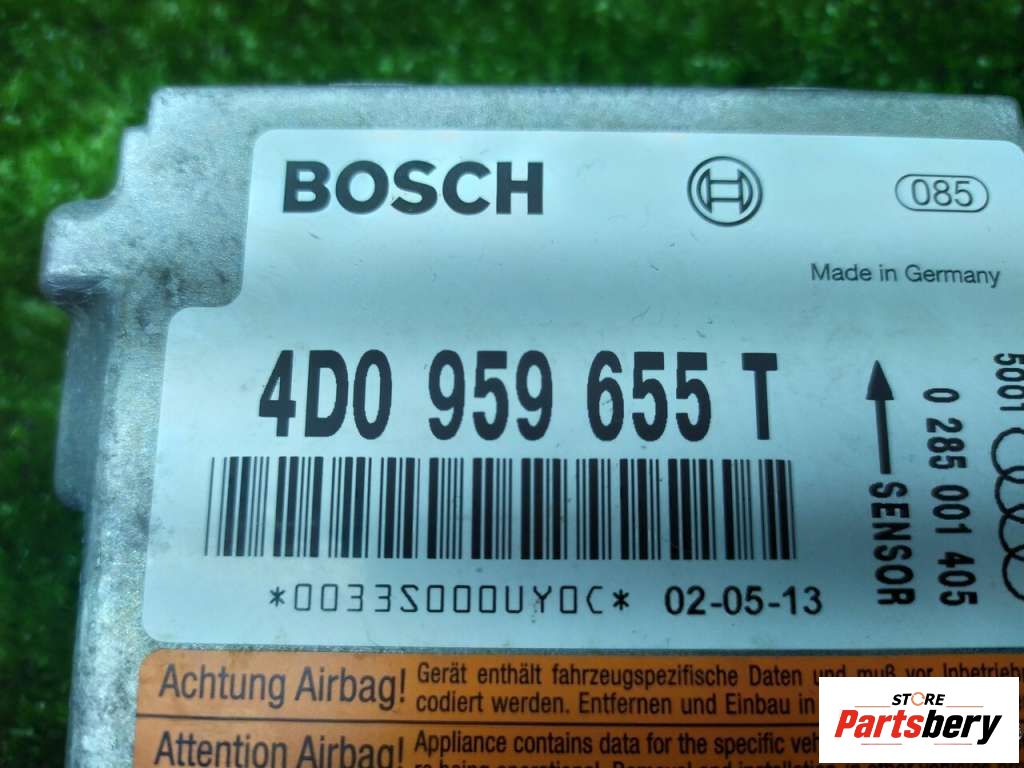 BOSCH
085
Made in Germany
4D0 959 655 T
*0033S000UY0C* 02-05-13
SENSOR
0 285 001 405
5001
Achtung Airbag!
Gerät enthält fahrzeugspezifische Daten und muß vor
codiert werden. Entfernen und Einbau in
Attention Airbag!
Appliance contains data for the specific
STORE
Partsbery